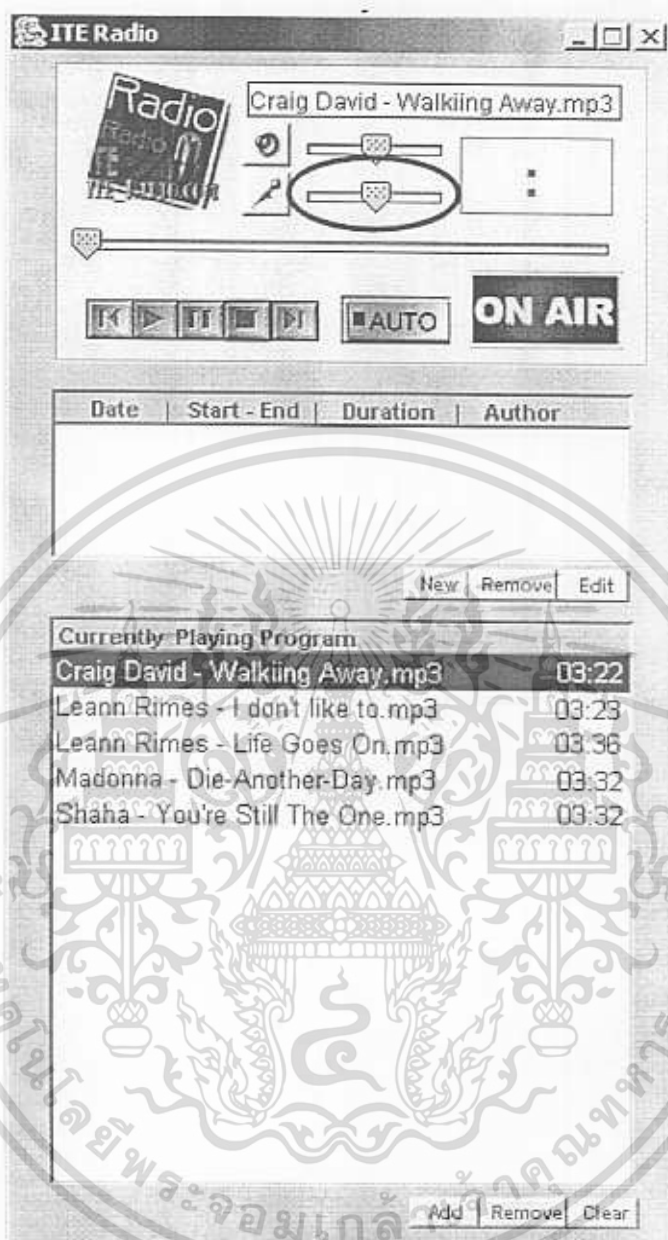 ITE Radio
Radio
Craig David - Walkiing Away.mp3
:
AUTO
ON AIR
Date | Start - End | Duration | Author
New Remove Edit
Currently Playing Program
Craig David - Walkiing Away.mp3 03:22
Leann Rimes - I don't like to.mp3 03:23
Leann Rimes - Life Goes On.mp3 03:36
Madonna - Die-Another-Day.mp3 03:32
Shaha - You're Still The One.mp3 03:32
Add Remove Clear